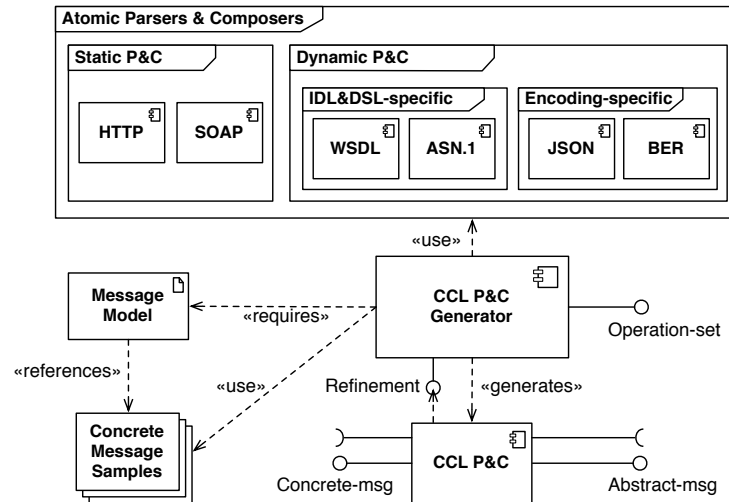 Atomic Parsers & Composers
Static P&C
Dynamic P&C
IDL&DSL-specific
Encoding-specific
HTTP
SOAP
WSDL
ASN.1
JSON
BER
«use»
Message
Model
«requires»
CCL P&C
Generator
Operation-set
«references»
«use»
Refinement
«generates»
Concrete
Message
Samples
CCL P&C
Concrete-msg
Abstract-msg